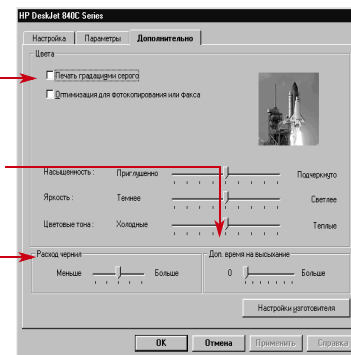 HP DeskJet 840C Series
Настройка Параметры Дополнительно
Цвета
Печать градациями серого
Оптимизация для фотокопирования или факса
Насыщенность : Приглушенно Подчеркнуто
Яркость : Темнее Светлее
Цветовые тона : Холодные Теплые
Расход чернил Доп. время на высыхание
Меньше Больше 0 Больше
Настройки изготовителя
OK Отмена Применить Справка